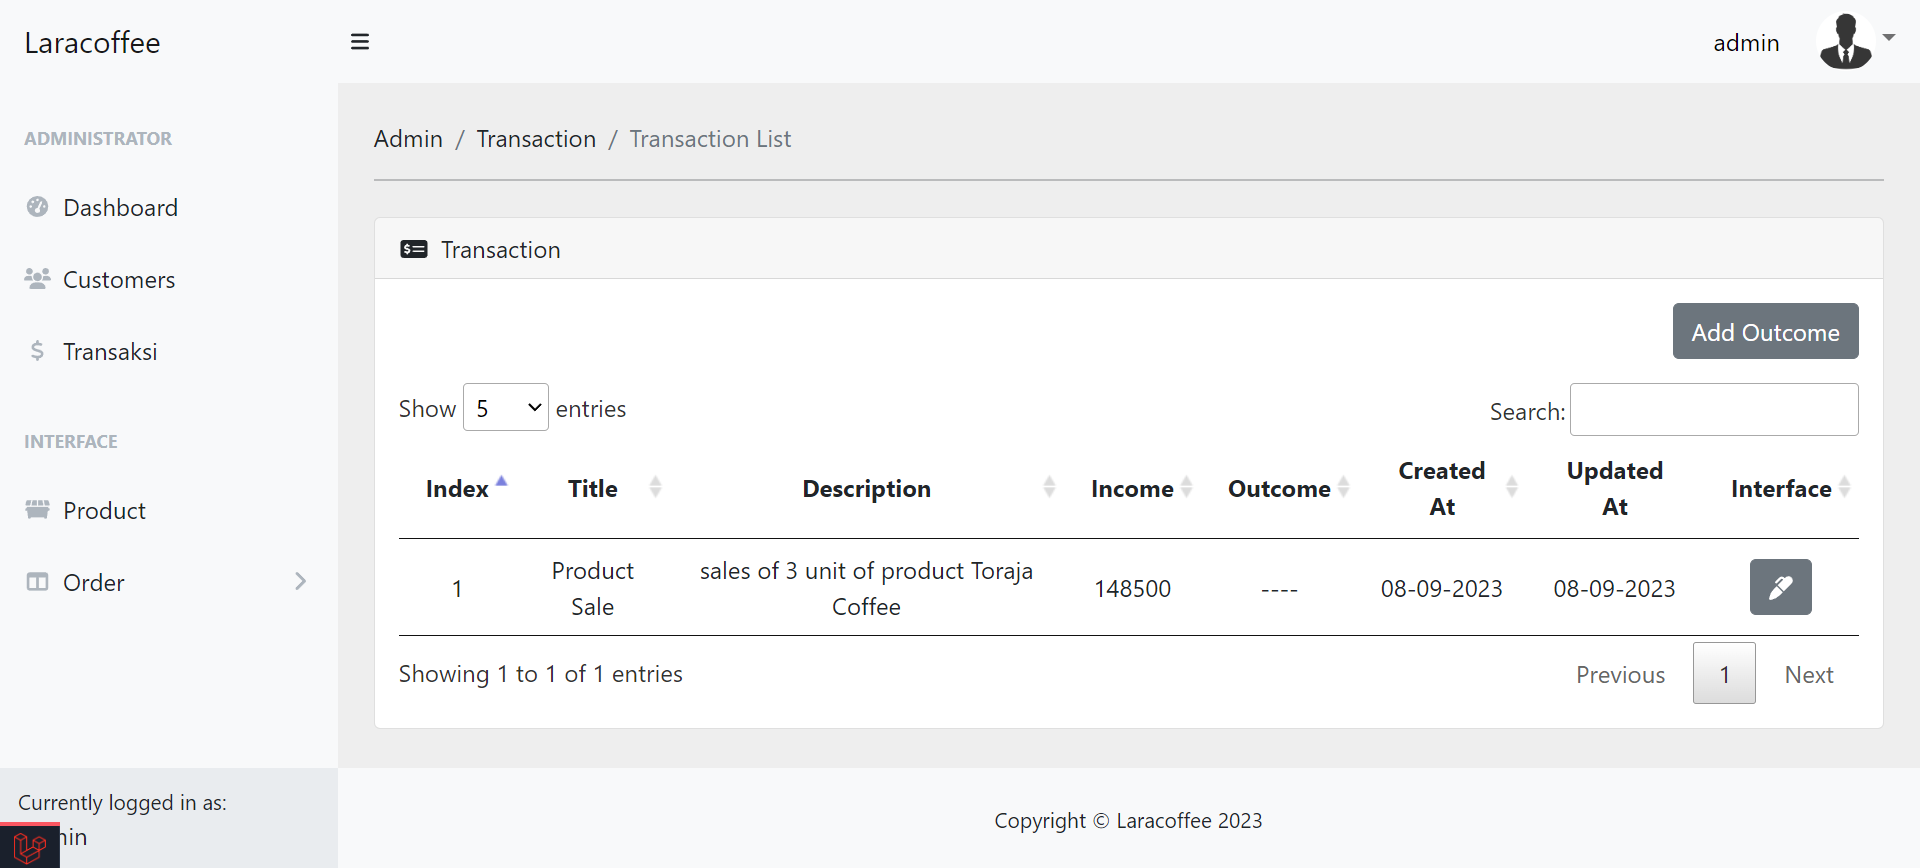 Laracoffee
admin
ADMINISTRATOR
Dashboard
Customers
Transaksi
INTERFACE
Product
Order
Currently logged in as:
Admin / Transaction / Transaction List
Transaction
Add Outcome
Show 5 entries
Search:
Index Title Description Income Outcome Created At Updated At Interface
1 Product Sale sales of 3 unit of product Toraja Coffee 148500 ---- 08-09-2023 08-09-2023
Showing 1 to 1 of 1 entries
Previous 1 Next
Copyright © Laracoffee 2023